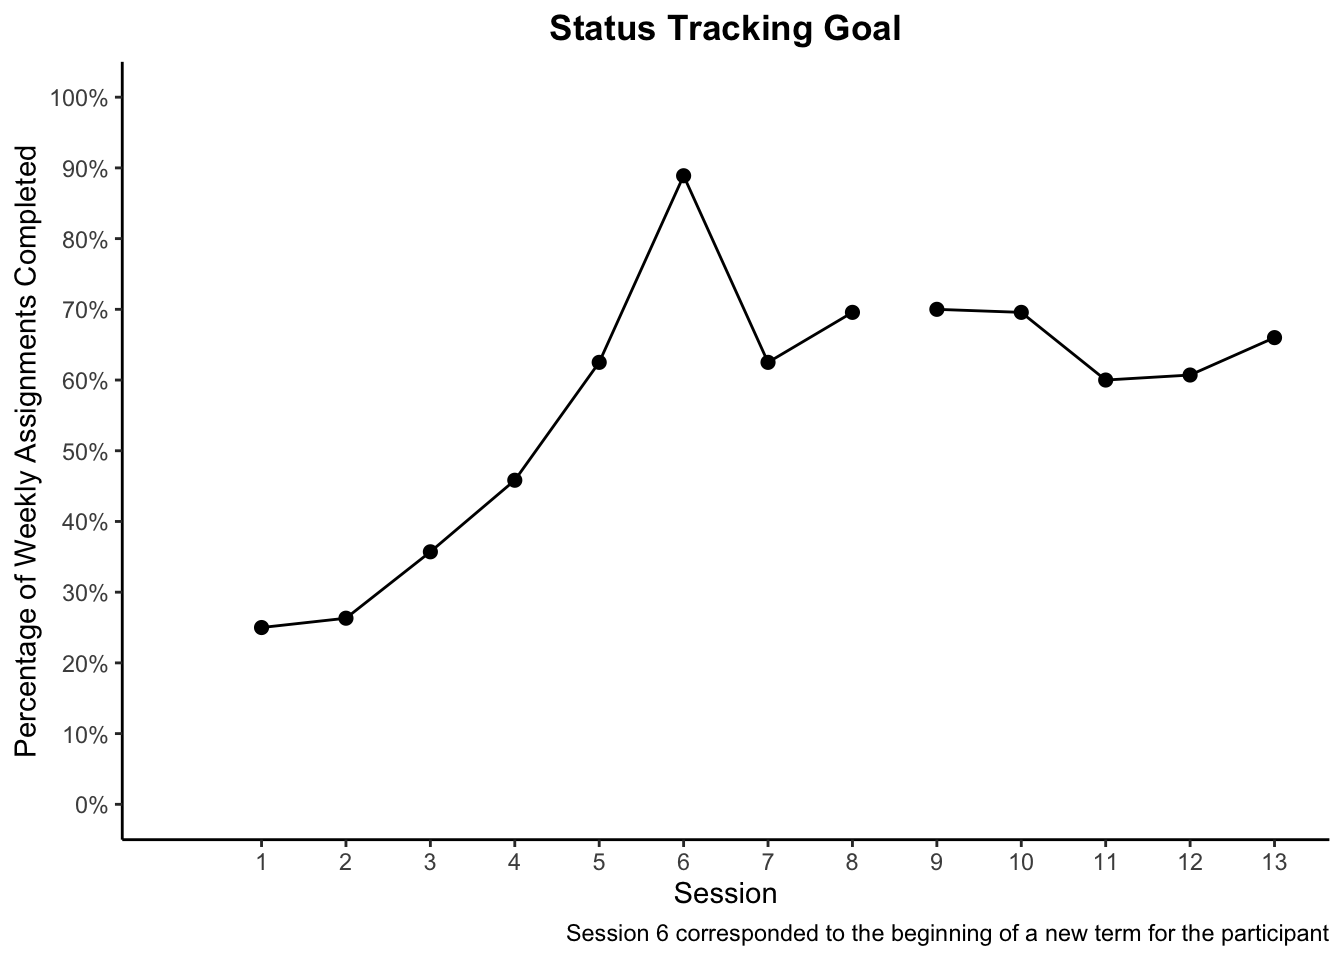 Status Tracking Goal
Percentage of Weekly Assignments Completed
100%
90%
80%
70%
60%
50%
40%
30%
20%
10%
0%
1 2 3 4 5 6 7 8 9 10 11 12 13
Session
Session 6 corresponded to the beginning of a new term for the participant